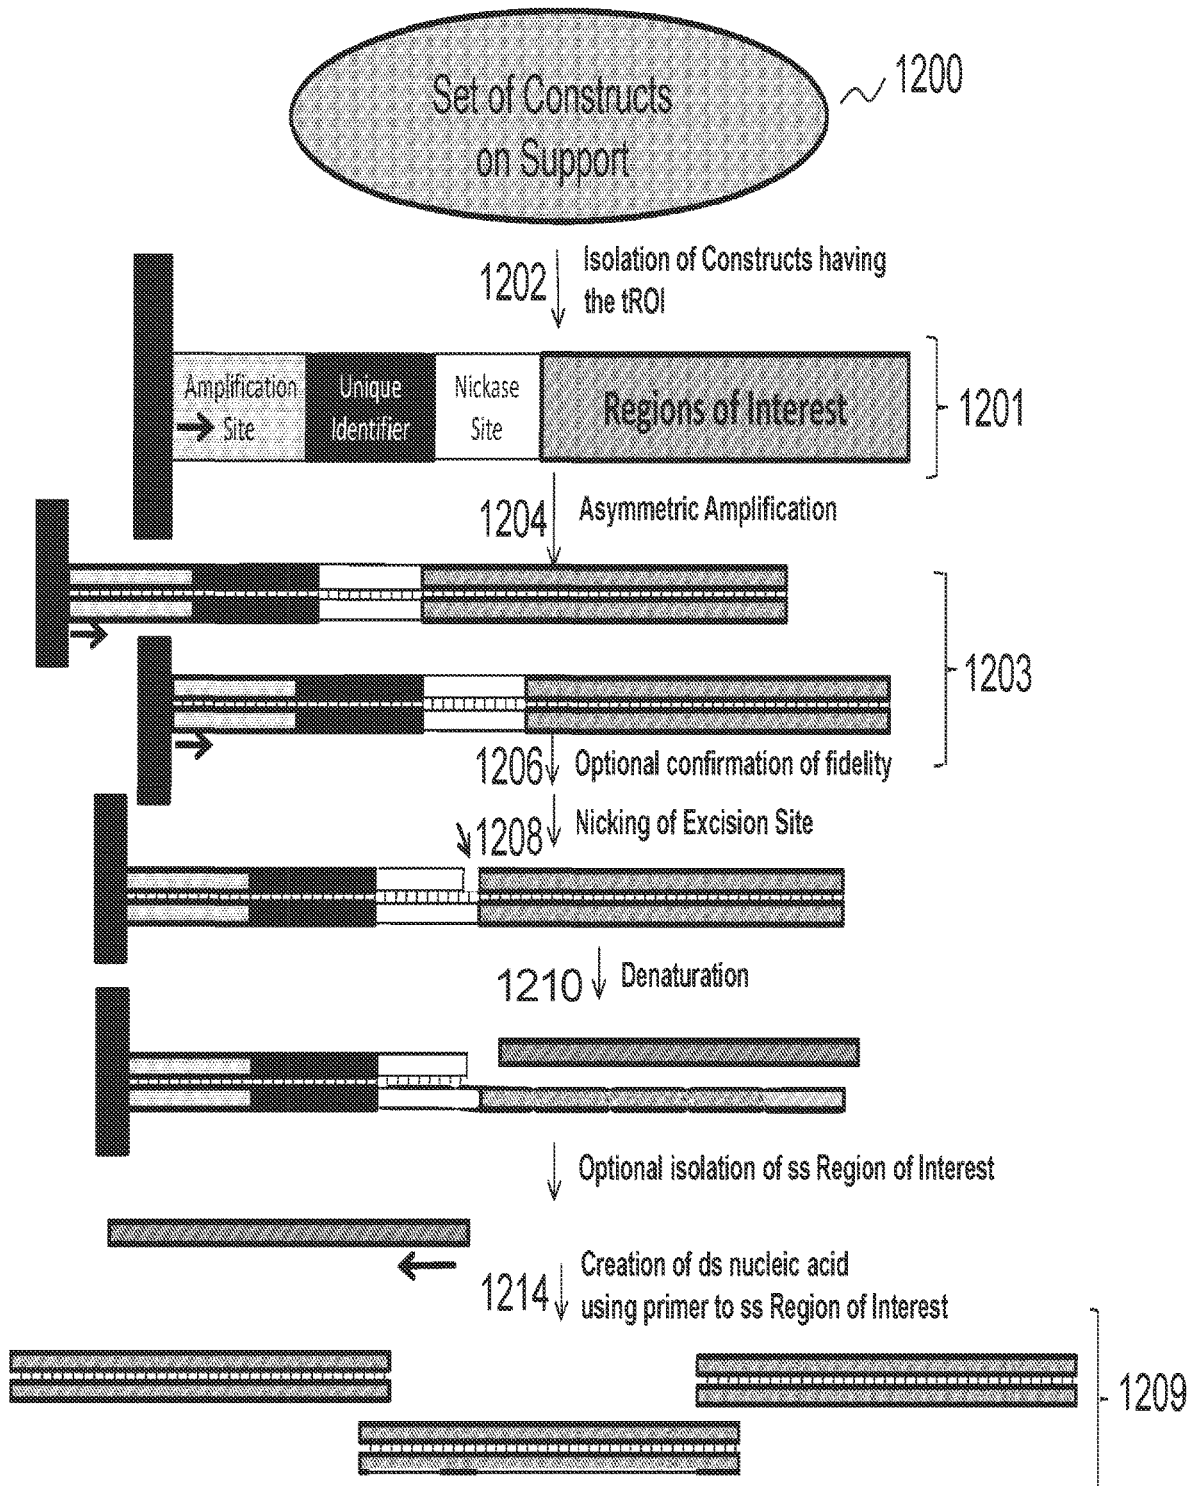 Set of Constructs
on Support
1200
1202
Isolation of Constructs having
the tROI
Amplification
Site
Unique
Identifier
Nickase
Site
Regions of Interest
1201
1204
Asymmetric Amplification
1203
1206
Optional confirmation of fidelity
1208
Nicking of Excision Site
1210
Denaturation
Optional isolation of ss Region of Interest
1214
Creation of ds nucleic acid
using primer to ss Region of Interest
1209